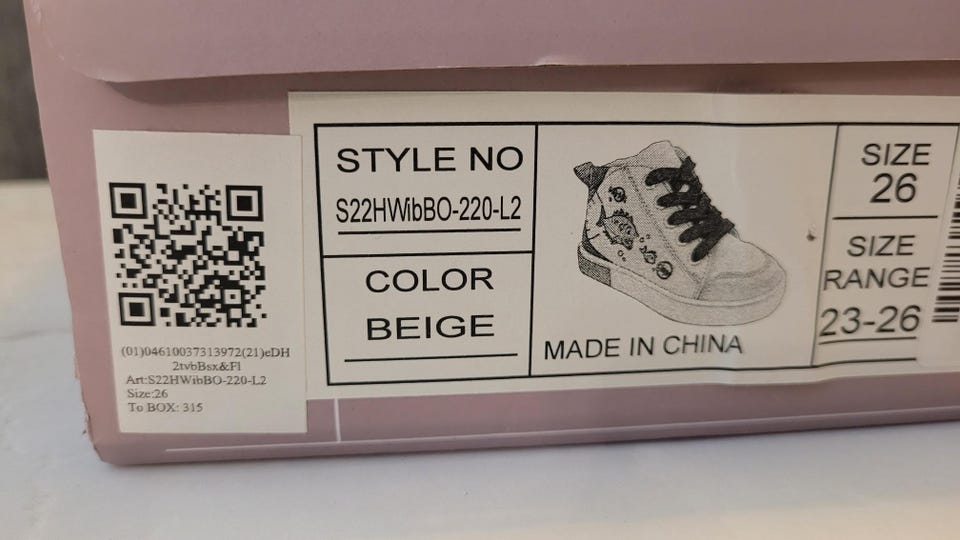 STYLE NO
S22HWibBO-220-L2
COLOR
BEIGE
MADE IN CHINA
SIZE
26
SIZE
RANGE
23-26
(01)04610037313972(21)eDH
2tvbBsx&Fl
Art:S22HWibBO-220-L2
Size:26
To BOX: 315